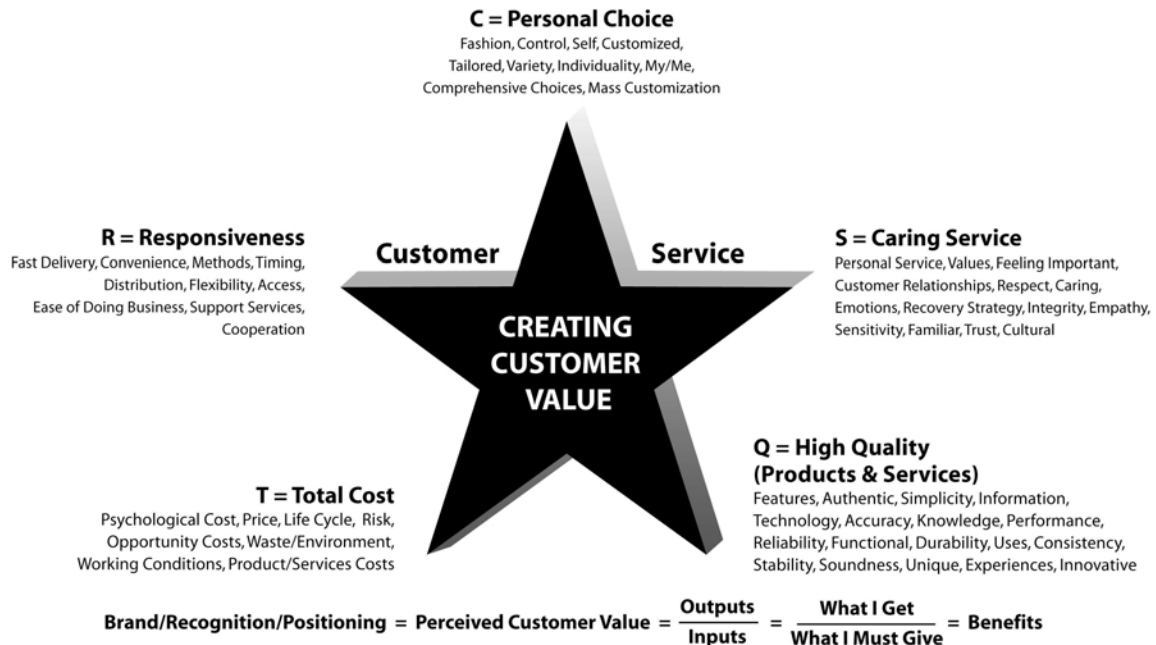 C = Personal Choice
Fashion, Control, Self, Customized,
Tailored, Variety, Individuality, My/Me,
Comprehensive Choices, Mass Customization
R = Responsiveness
Fast Delivery, Convenience, Methods, Timing,
Distribution, Flexibility, Access,
Ease of Doing Business, Support Services,
Cooperation
Customer Service
S = Caring Service
Personal Service, Values, Feeling Important,
Customer Relationships, Respect, Caring,
Emotions, Recovery Strategy, Integrity, Empathy,
Sensitivity, Familiar, Trust, Cultural
CREATING
CUSTOMER
VALUE
T = Total Cost
Psychological Cost, Price, Life Cycle, Risk,
Opportunity Costs, Waste/Environment,
Working Conditions, Product/Services Costs
Q = High Quality
(Products & Services)
Features, Authentic, Simplicity, Information,
Technology, Accuracy, Knowledge, Performance,
Reliability, Functional, Durability, Uses, Consistency,
Stability, Soundness, Unique, Experiences, Innovative
Brand/Recognition/Positioning = Perceived Customer Value = Outputs / Inputs = What I Get / What I Must Give = Benefits